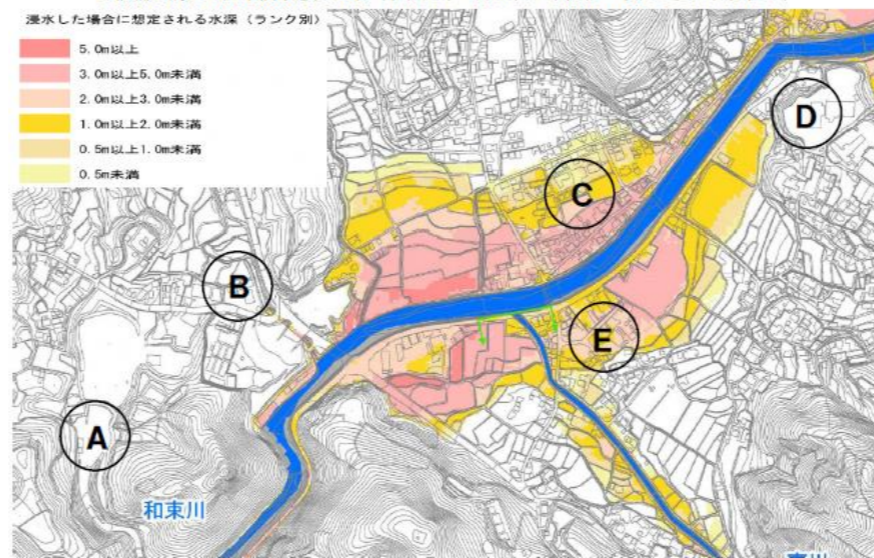 浸水した場合に想定される水深（ランク別）
5.0m以上
3.0m以上5.0m未満
2.0m以上3.0m未満
1.0m以上2.0m未満
0.5m以上1.0m未満
0.5m未満
D
C
B
E
A
和束川